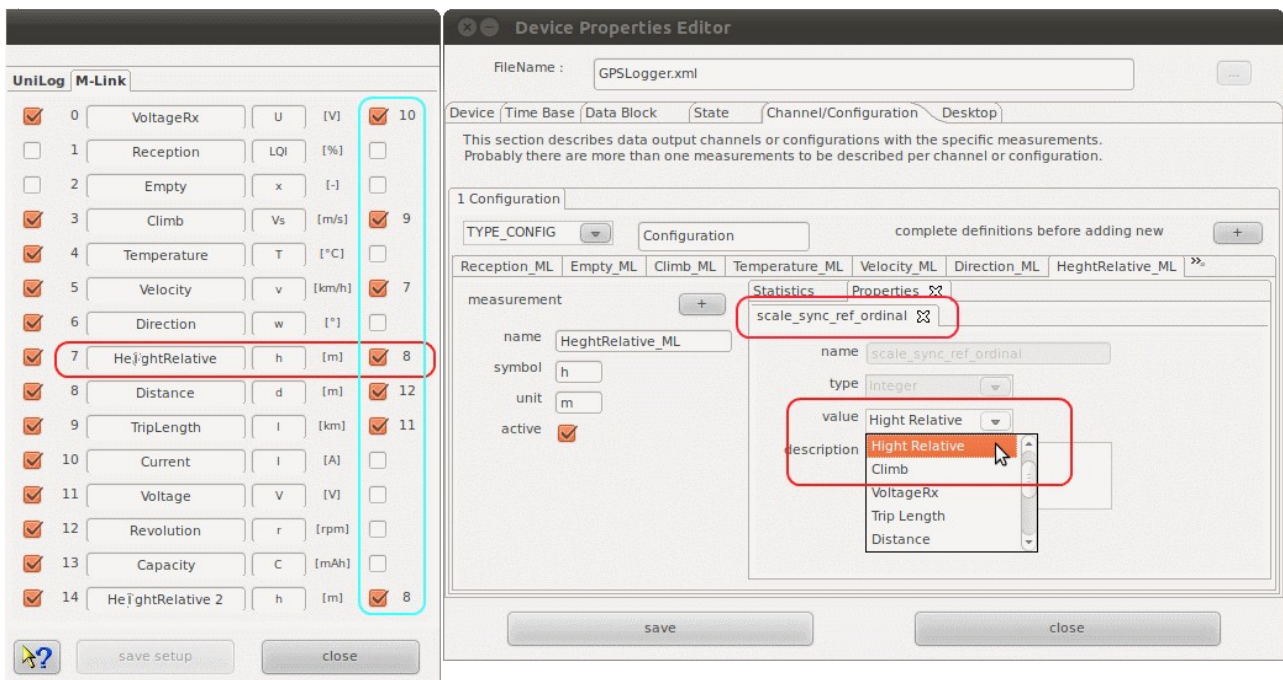 UniLog M-Link
0 VoltageRx U [V] 10
1 Reception LQI [%]
2 Empty x [-]
3 Climb Vs [m/s] 9
4 Temperature T [°C]
5 Velocity v [km/h] 7
6 Direction w [°]
7 HeightRelative h [m] 8
8 Distance d [m] 12
9 TripLength l [km] 11
10 Current I [A]
11 Voltage V [V]
12 Revolution r [rpm]
13 Capacity C [mAh]
14 HeightRelative 2 h [m] 8
save setup close
Device Properties Editor
FileName : GPSLogger.xml ...
Device Time Base Data Block State Channel/Configuration Desktop
This section describes data output channels or configurations with the specific measurements.
Probably there are more than one measurements to be described per channel or configuration.
1 Configuration
TYPE_CONFIG Configuration complete definitions before adding new +
Reception_ML Empty_ML Climb_ML Temperature_ML Velocity_ML Direction_ML HeghtRelative_ML
measurement +
name HeghtRelative_ML
symbol h
unit m
active
Statistics Properties
scale_sync_ref_ordinal
name scale_sync_ref_ordinal
type Integer
value Hight Relative
description Hight Relative
Climb
VoltageRx
Trip Length
Distance
save close